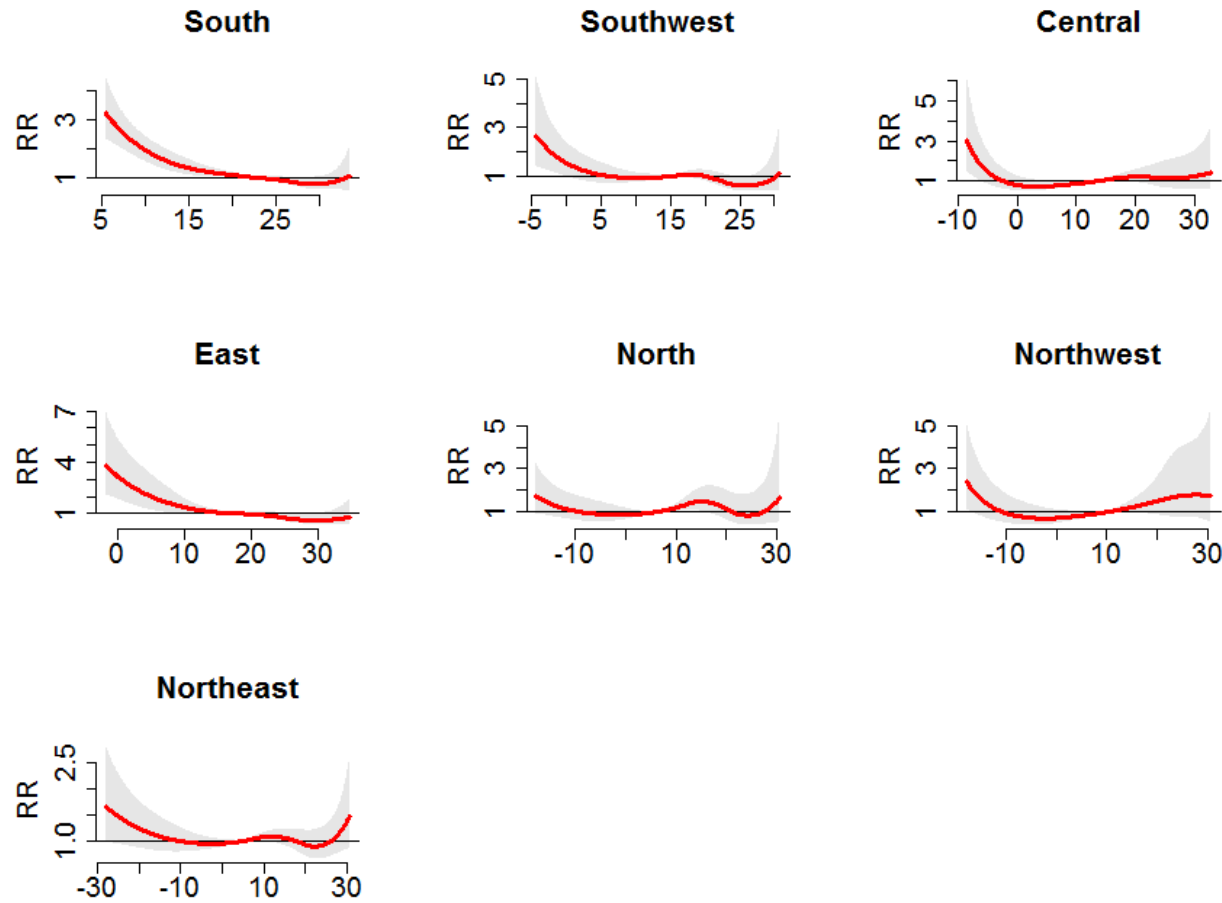 South Southwest Central
RR 3 1 5 15 25
RR 5 3 1 -5 5 15 25
RR 5 3 1 -10 0 10 20 30
East North Northwest
RR 7 4 1 0 10 20 30
RR 5 3 1 -10 10 30
RR 5 3 1 -10 10 30
Northeast
RR 2.5 1.0 -30 -10 10 30